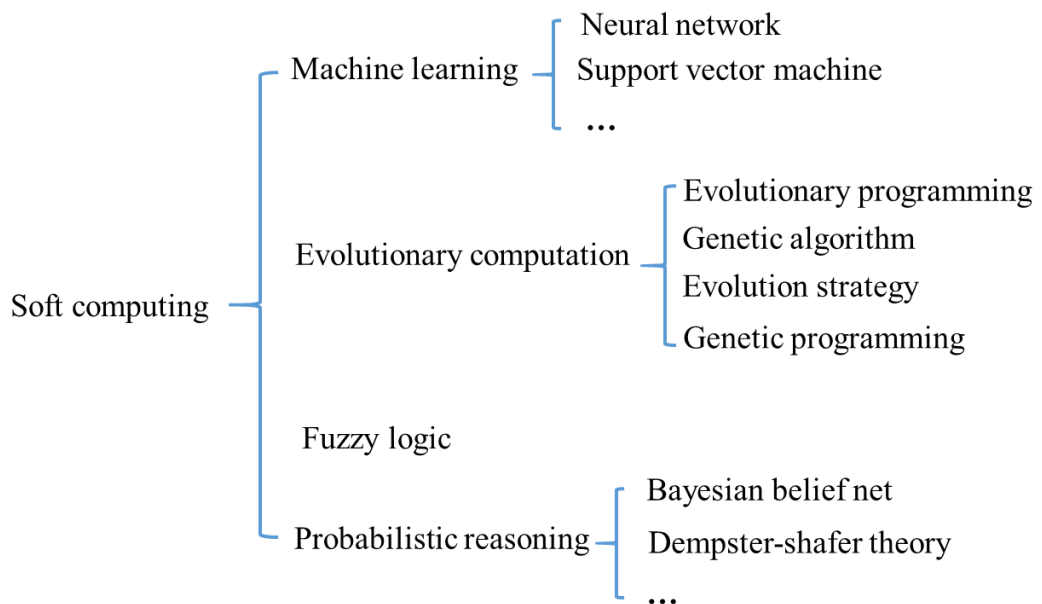 Neural network
Machine learning
Support vector machine
...
Evolutionary programming
Genetic algorithm
Evolutionary computation
Evolution strategy
Soft computing
Genetic programming
Fuzzy logic
Bayesian belief net
Probabilistic reasoning
Dempster-shafer theory
...